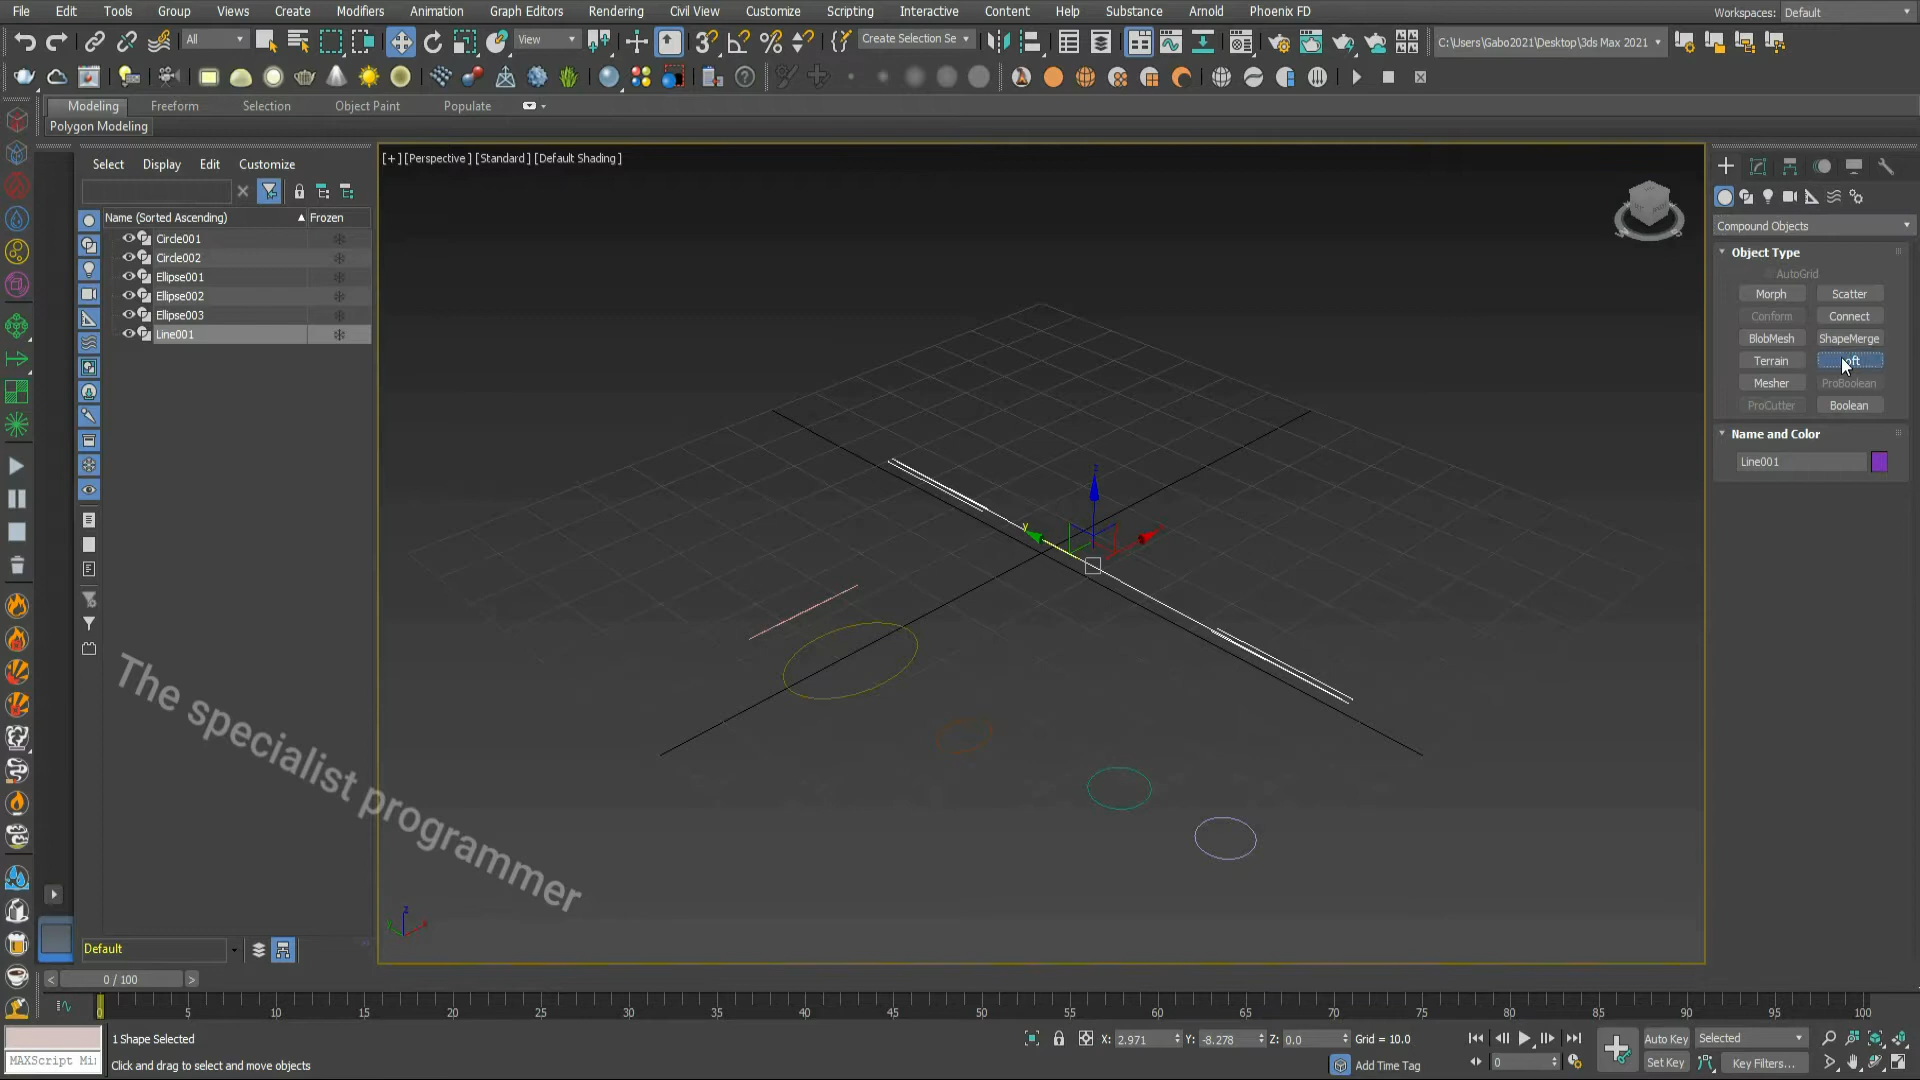 File Edit Tools Group Views Create Modifiers Animation Graph Editors Rendering Civil View Customize Scripting Interactive Content Help Substance Arnold Phoenix FD Workspaces: Default
All View Create Selection Se C:\Users\Gabo2021\Desktop\3ds Max 2021
Modeling Freeform Selection Object Paint Populate
Polygon Modeling
Select Display Edit Customize
[+] [Perspective] [Standard] [Default Shading]
Name (Sorted Ascending) Frozen
Circle001
Circle002
Ellipse001
Ellipse002
Ellipse003
Line001
Compound Objects
Object Type
AutoGrid
Morph Scatter
Conform Connect
BlobMesh ShapeMerge
Terrain
Mesher ProBoolean
ProCutter Boolean
Name and Color
Line001
z
y
The specialist programmer
z
Default
0 / 100
0 5 10 15 20 25 30 35 40 45 50 55 60 65 70 75 80 85 90 95 100
1 Shape Selected X: 2.971 Y: -8.278 Z: 0.0 Grid = 10.0 Auto Key Selected
MAXScript Mi Click and drag to select and move objects Add Time Tag 0 Set Key Key Filters...